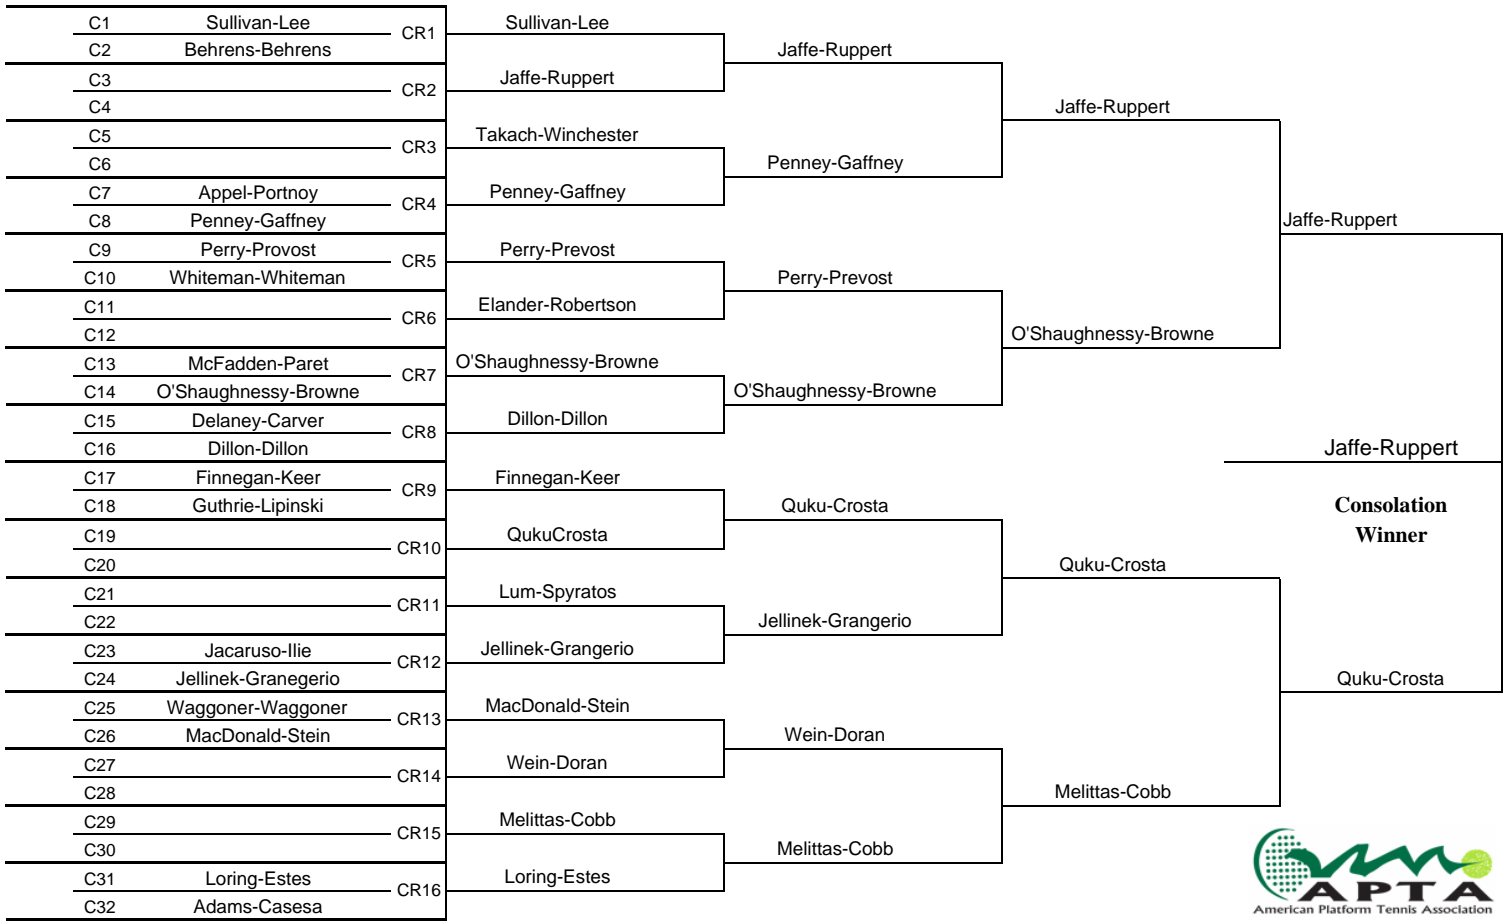 C1 Sullivan-Lee CR1 Sullivan-Lee
C2 Behrens-Behrens Jaffe-Ruppert
C3 CR2 Jaffe-Ruppert
C4 Jaffe-Ruppert
C5 CR3 Takach-Winchester
C6 Penney-Gaffney
C7 Appel-Portnoy CR4 Penney-Gaffney
C8 Penney-Gaffney Jaffe-Ruppert
C9 Perry-Provost CR5 Perry-Prevost
C10 Whiteman-Whiteman Perry-Prevost
C11 CR6 Elander-Robertson
C12 O'Shaughnessy-Browne
C13 McFadden-Paret CR7 O'Shaughnessy-Browne
C14 O'Shaughnessy-Browne O'Shaughnessy-Browne
C15 Delaney-Carver CR8 Dillon-Dillon
C16 Dillon-Dillon Jaffe-Ruppert
C17 Finnegan-Keer CR9 Finnegan-Keer
C18 Guthrie-Lipinski Quku-Crosta Consolation
C19 CR10 QukuCrosta Winner
C20 Quku-Crosta
C21 CR11 Lum-Spyratos
C22 Jellinek-Grangerio
C23 Jacaruso-Ilie CR12 Jellinek-Grangerio
C24 Jellinek-Granegerio Quku-Crosta
C25 Waggoner-Waggoner CR13 MacDonald-Stein
C26 MacDonald-Stein Wein-Doran
C27 CR14 Wein-Doran
C28 Melittas-Cobb
C29 CR15 Melittas-Cobb
C30 Melittas-Cobb
C31 Loring-Estes CR16 Loring-Estes
C32 Adams-Casesa
APTA
American Platform Tennis Association